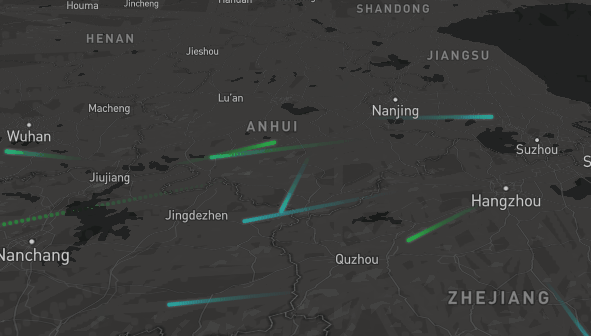 Houma
Jincheng
Handan
SHANDONG
HENAN
Jieshou
JIANGSU
Lu'an
Macheng
Nanjing
ANHUI
Wuhan
Suzhou
Jiujiang
Hangzhou
Jingdezhen
Nanchang
Quzhou
ZHEJIANG